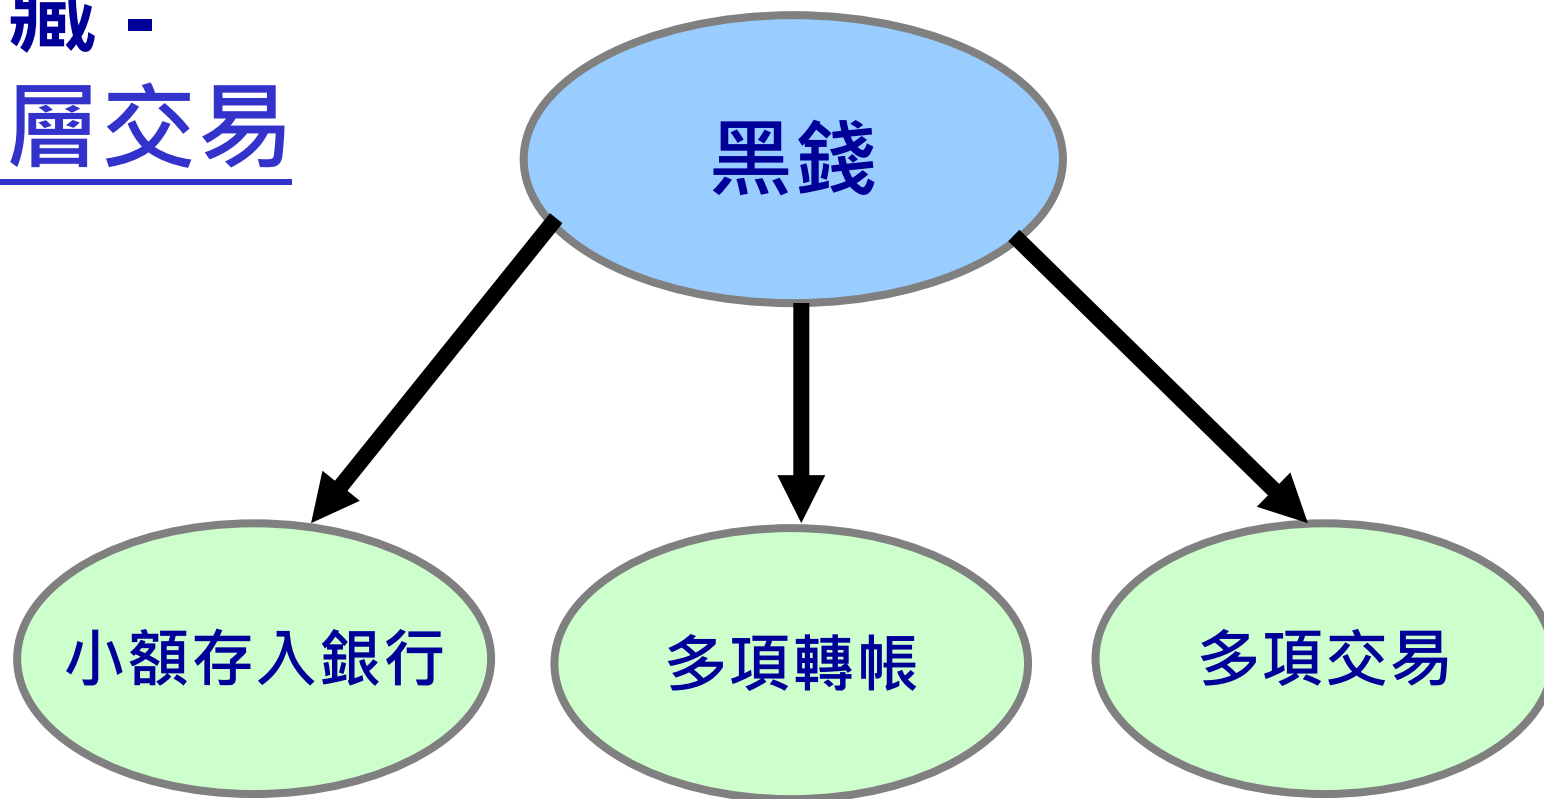 藏 -
層交易
黑錢
小額存入銀行
多項轉帳
多項交易